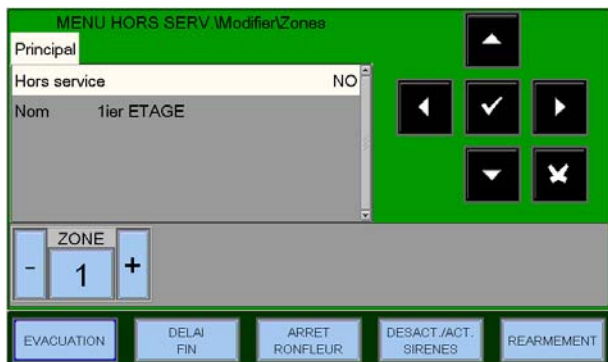 MENU HORS SERV.\Modifier\Zones
Principal
Hors service NO
Nom 1ier ETAGE
ZONE
- 1 +
EVACUATION
DELAI
FIN
ARRET
RONFLEUR
DESACT./ACT.
SIRENES
REARMEMENT